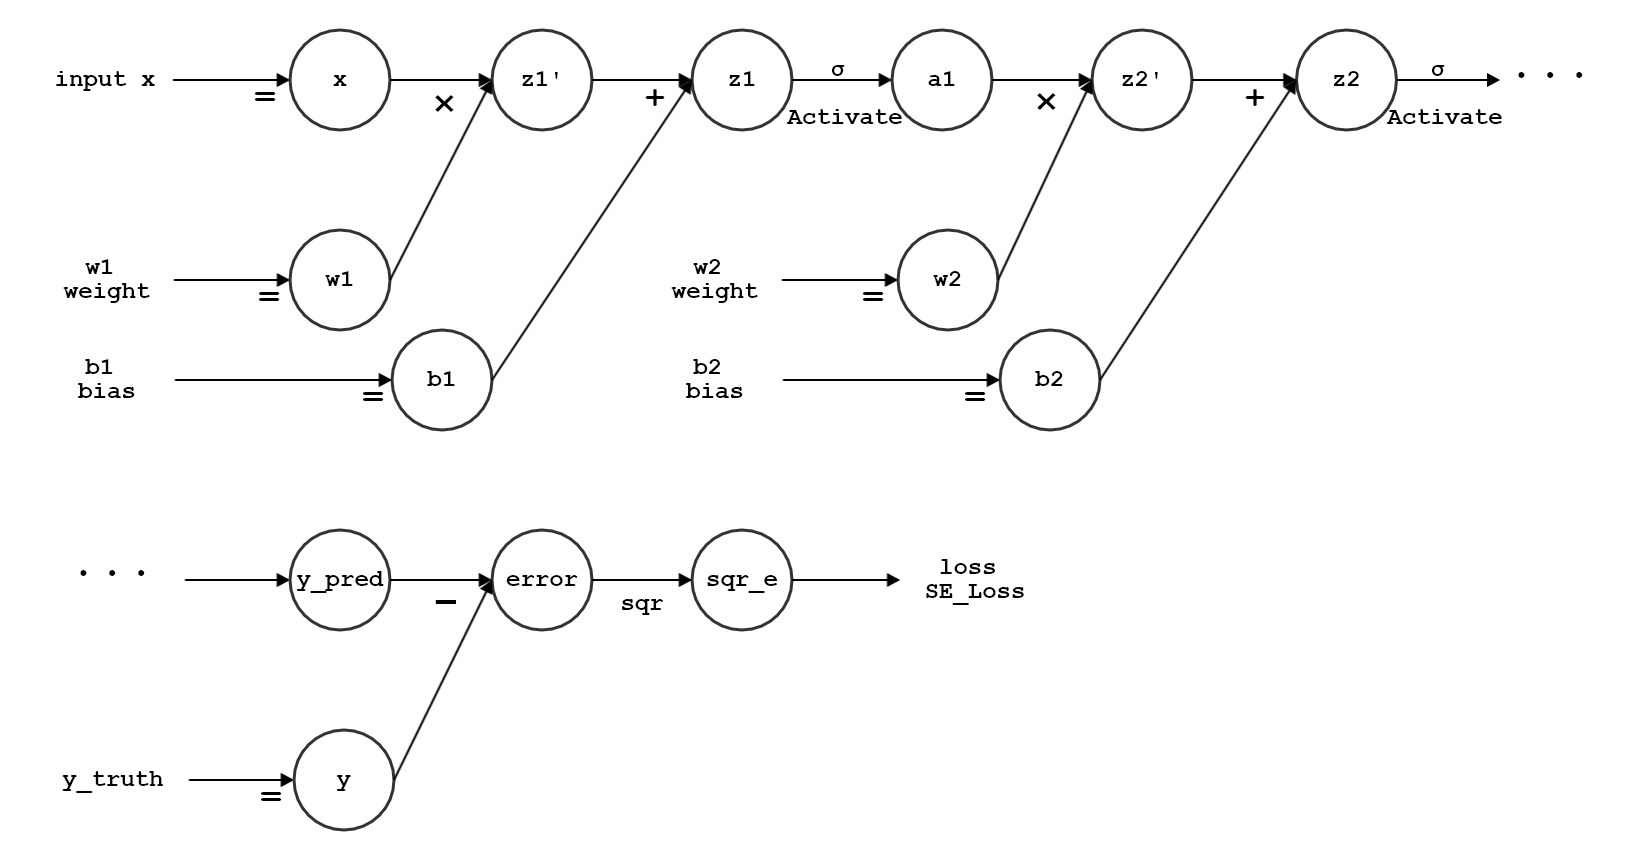 input x
=
x
×
z1'
+
z1
σ
Activate
a1
×
z2'
+
z2
σ
Activate
· · ·
w1
weight
=
w1
w2
weight
=
w2
b1
bias
=
b1
b2
bias
=
b2
· · ·
y_pred
−
error
sqr
sqr_e
loss
SE_Loss
y_truth
=
y